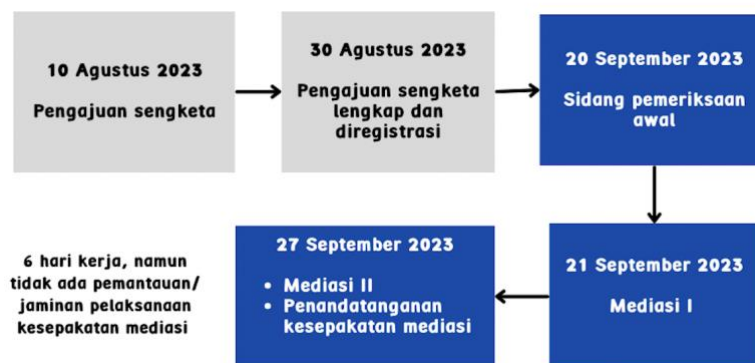 10 Agustus 2023
Pengajuan sengketa
30 Agustus 2023
Pengajuan sengketa
lengkap dan
diregistrasi
20 September 2023
Sidang pemeriksaan
awal
21 September 2023
Mediasi I
27 September 2023
• Mediasi II
• Penandatanganan
kesepakatan mediasi
6 hari kerja, namun
tidak ada pemantauan/
jaminan pelaksanaan
kesepakatan mediasi